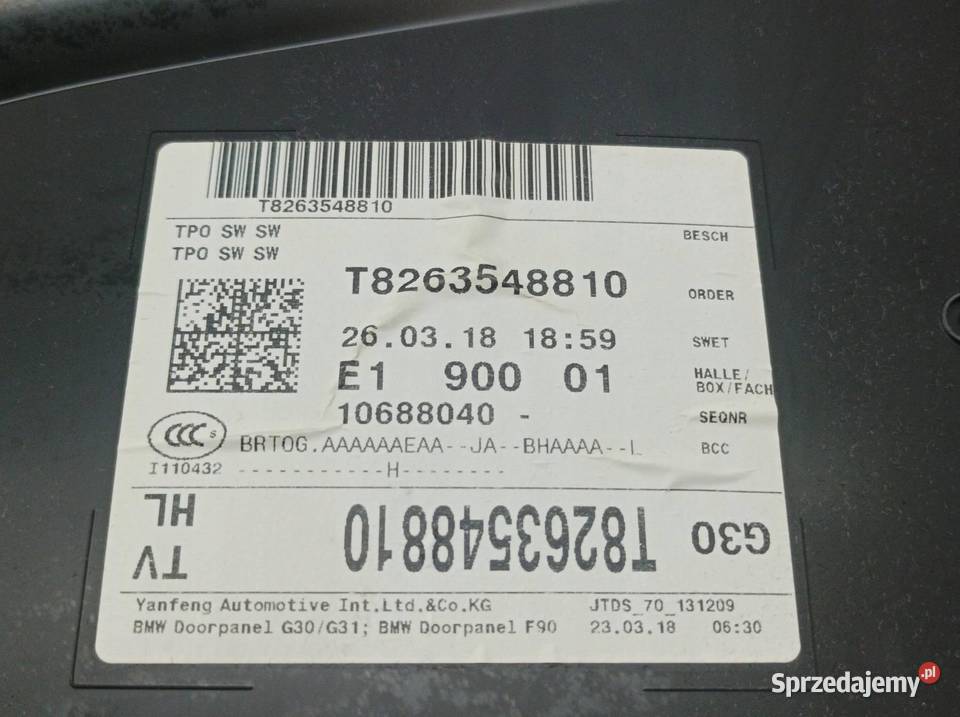 T8263548810
TPO SW SW
TPO SW SW
BESCH
T8263548810
ORDER
26.03.18 18:59
SWET
E1 900 01
HALLE/
BOX/FACH
10688040 -
SEQNR
CCC S
BRTOG.AAAAAAEAA--JA--BHAAAA--L
BCC
I110432
------------H--------
HL
TV
T8263548810
G30
Yanfeng Automotive Int.Ltd.&Co.KG
JTDS_70_131209
BMW Doorpanel G30/G31; BMW Doorpanel F90
23.03.18 06:30
Sprzedajemy.pl